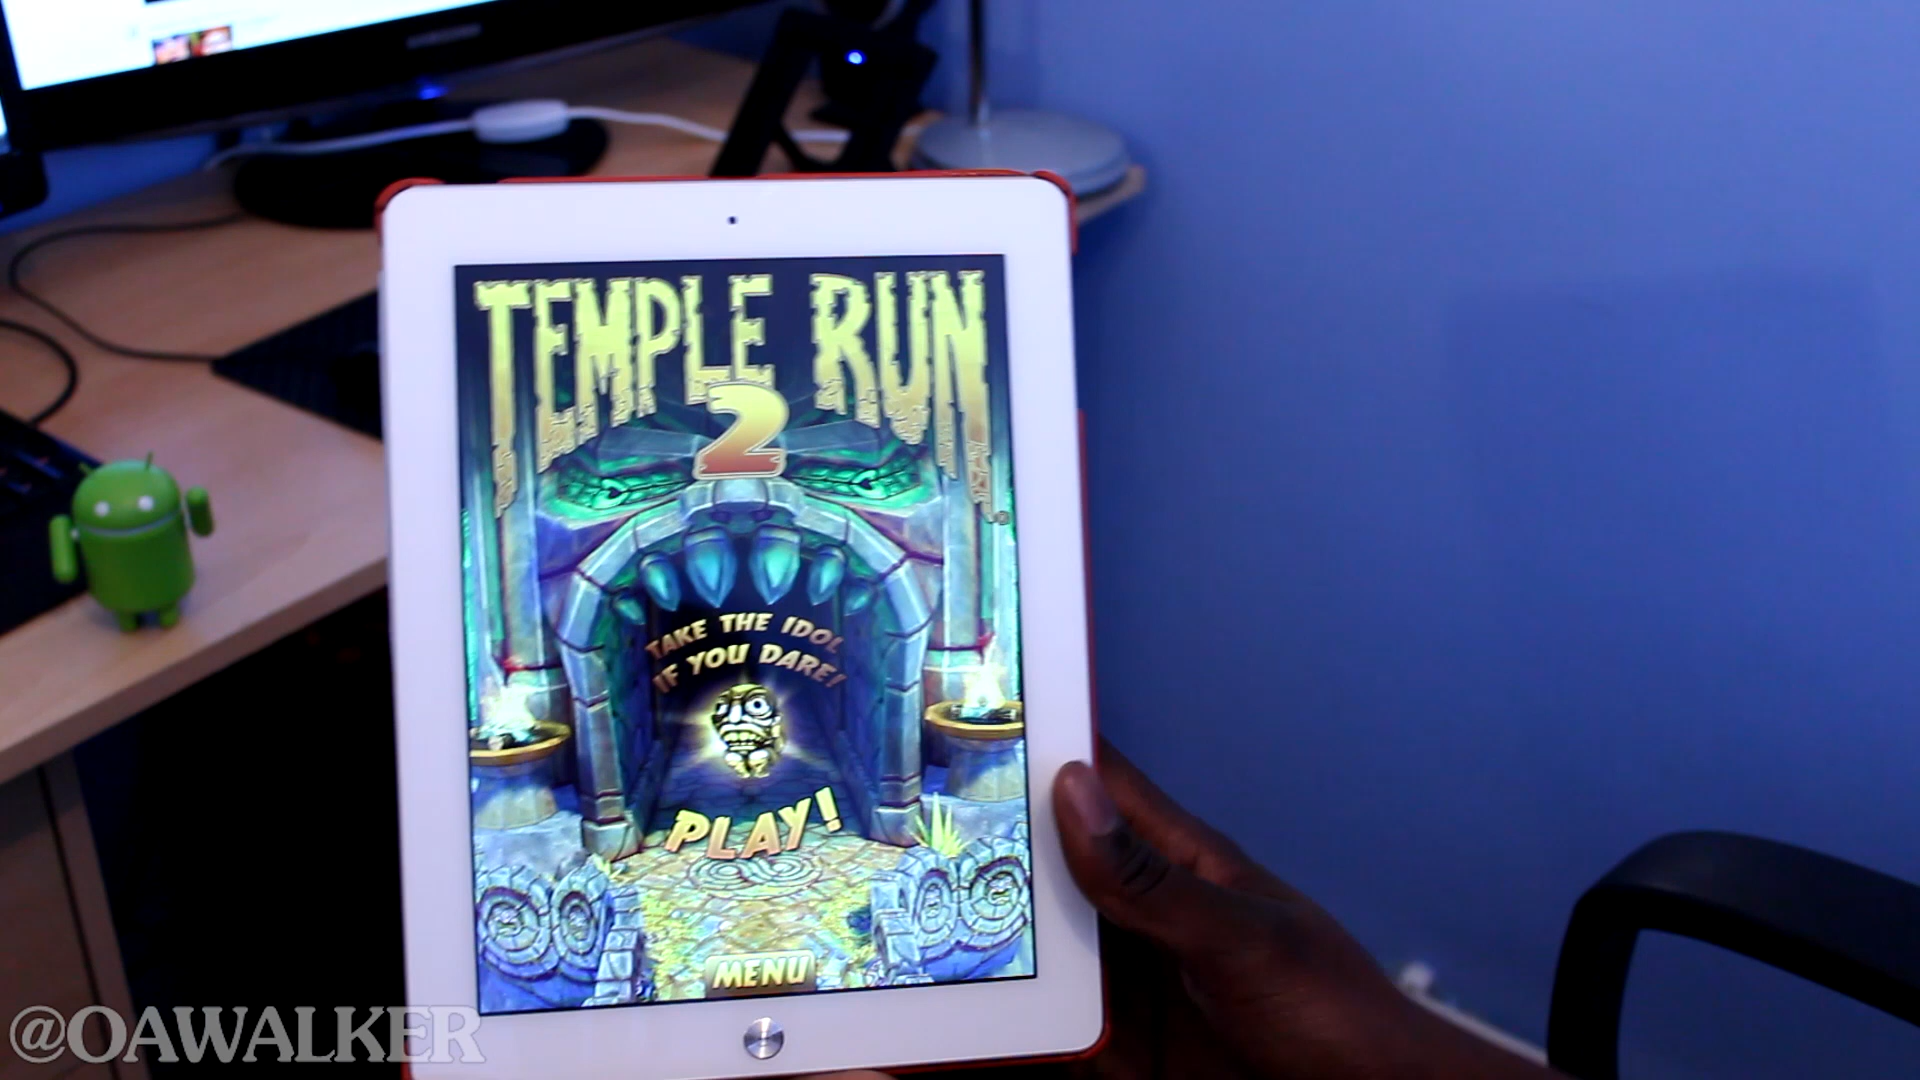 TEMPLE RUN
2
TAKE THE IDOL
IF YOU DARE!
PLAY!
MENU
@OAWALKER